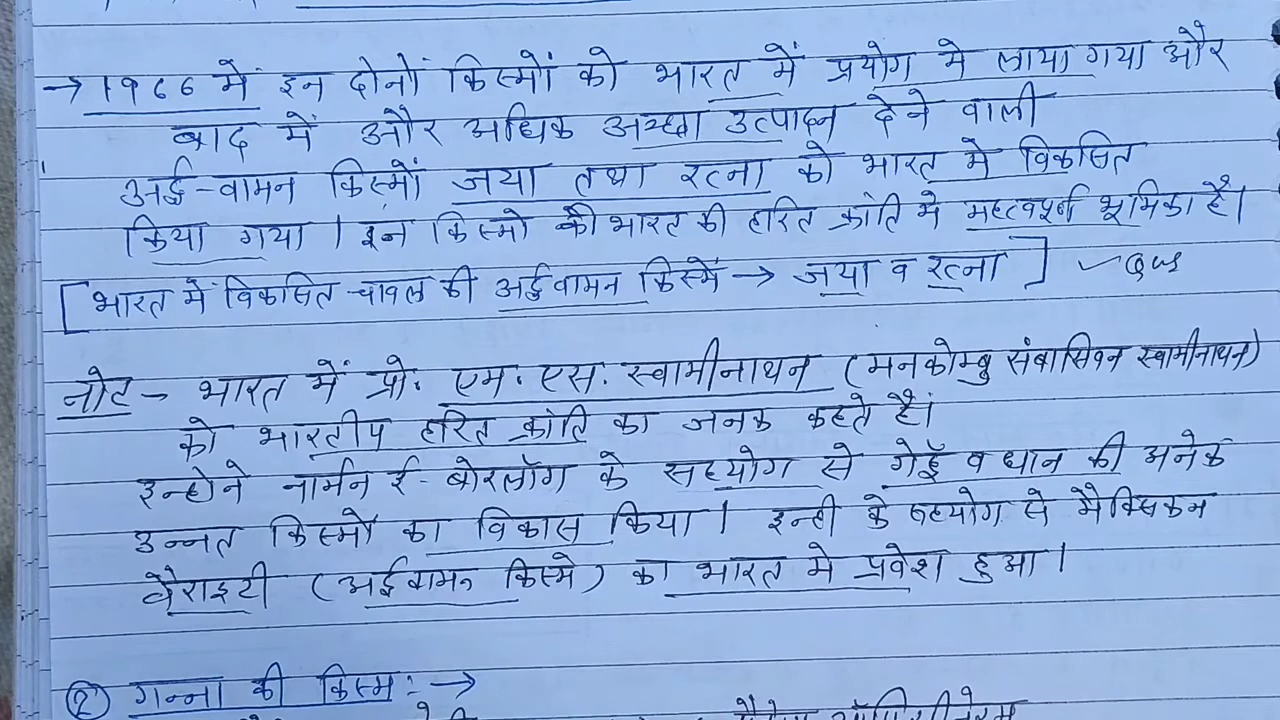 → 1966 में इन दोनों किस्मों को भारत में प्रयोग मे लाया गया और
बाद में और अधिक अच्छा उत्पादन देने वाली
अर्द्ध-वामन किस्मों जया तथा रत्ना को भारत मे विकसित
किया गया । इन किस्मो की भारत की हरित क्रांति मे महत्वपूर्ण भूमिका है।
[भारत में विकसित चावल की अर्द्धवामन किस्में → जया व रत्ना] ✓Qus
नोट - भारत में प्रो. एम. एस. स्वामीनाथन (मनकोम्बु संबासिवन स्वामीनाथन)
को भारतीय हरित क्रांति का जनक कहते हैं।
इन्होने नार्मन ई-बोरलॉग के सहयोग से गेहूँ व धान की अनेक
उन्नत किस्मों का विकास किया । इन्ही के सहयोग से मैक्सिकन
वैराइटी (अर्द्धवामन किस्मे) का भारत मे प्रवेश हुआ ।
② गन्ना की किस्म : →